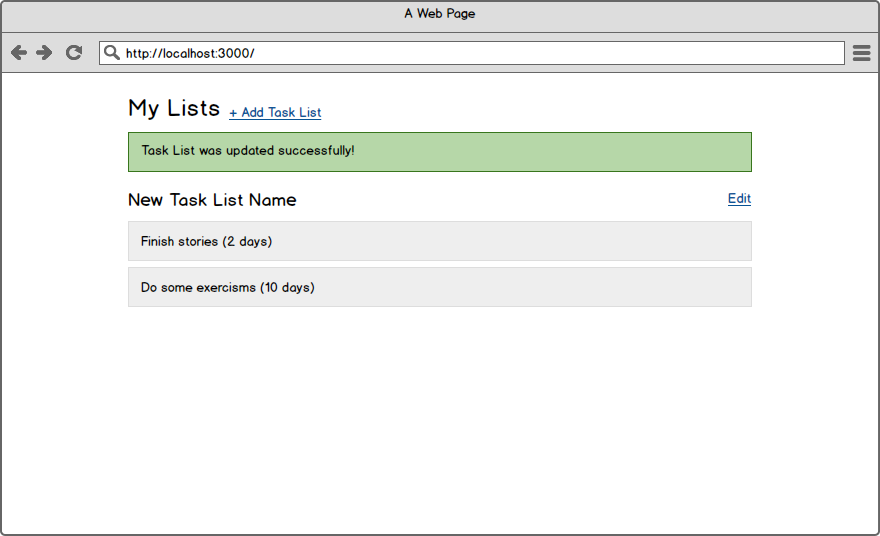 A Web Page
http://localhost:3000/
My Lists + Add Task List
Task List was updated successfully!
New Task List Name Edit
Finish stories (2 days)
Do some exercisms (10 days)